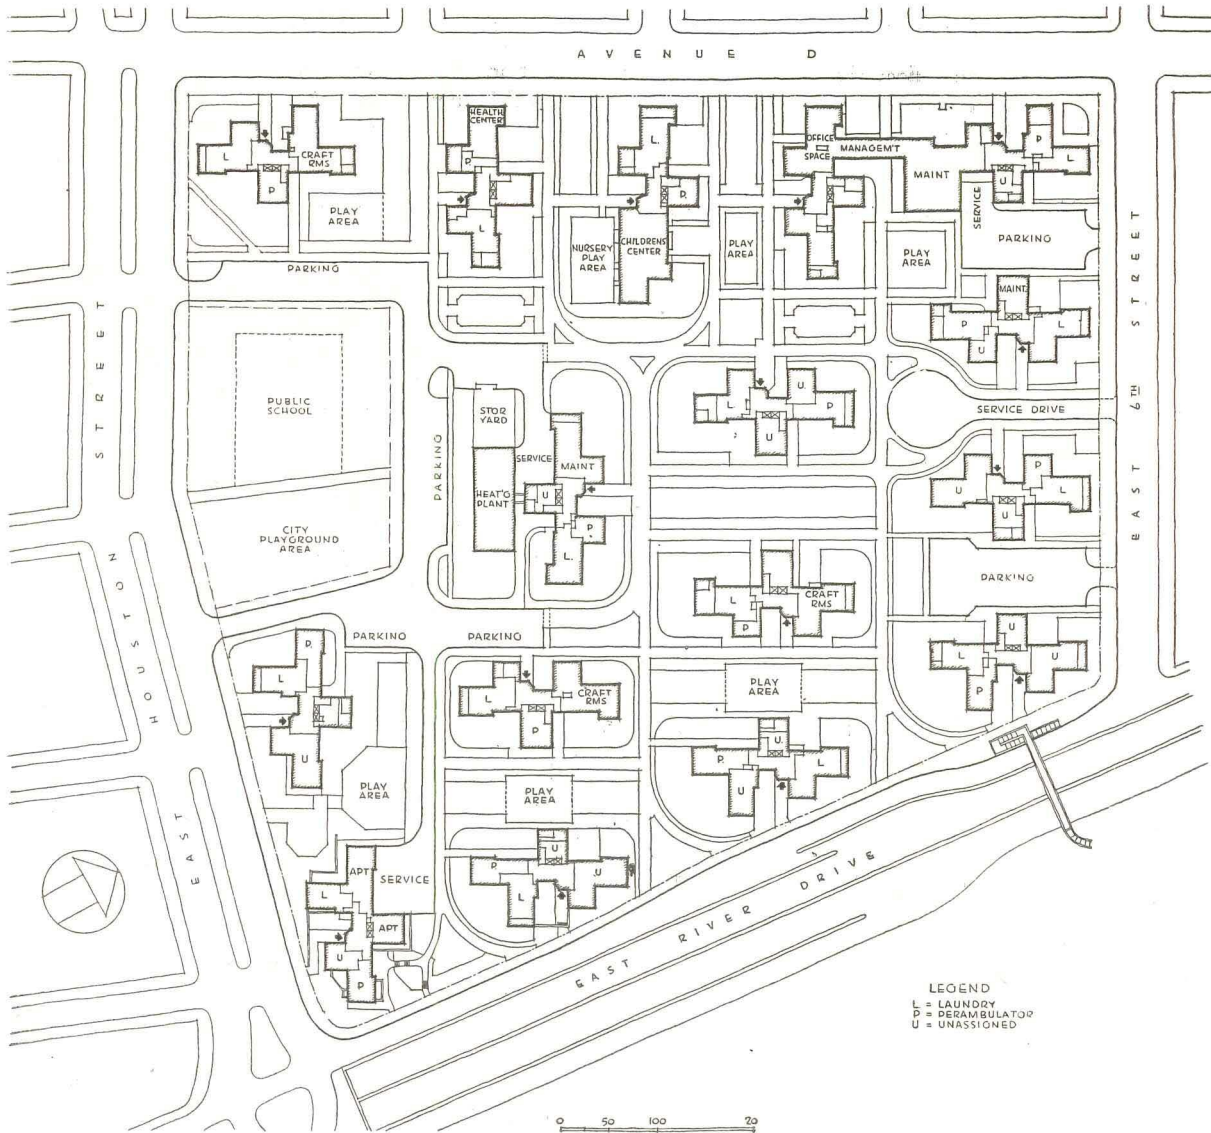 AVENUE D
HEALTH
CENTER
L
CRAFT
RMS
P
P
L
L
P
CHILDRENS
CENTER
NURSERY
PLAY
AREA
OFFICE
SPACE
MANAGEM'T
MAINT
SERVICE
P
L
U
PLAY
AREA
PLAY
AREA
PLAY
AREA
PARKING
PARKING
MAINT.
P
L
U
STREET
EAST 6TH STREET
PUBLIC
SCHOOL
CITY
PLAYGROUND
AREA
PARKING
STOR
YARD
SERVICE
HEAT'G
PLANT
MAINT
U
P
L
L
U
P
U
SERVICE DRIVE
U
P
L
U
L
P
CRAFT
RMS
PARKING
EAST HOUSTON
PARKING
PARKING
P
L
U
L
CRAFT
RMS
P
PLAY
AREA
L
U
U
P
PLAY
AREA
PLAY
AREA
P
U
L
U
APT
L
SERVICE
APT
U
P
P
U
U
L
EAST RIVER DRIVE
LEGEND
L = LAUNDRY
P = PERAMBULATOR
U = UNASSIGNED
0 50 100 20